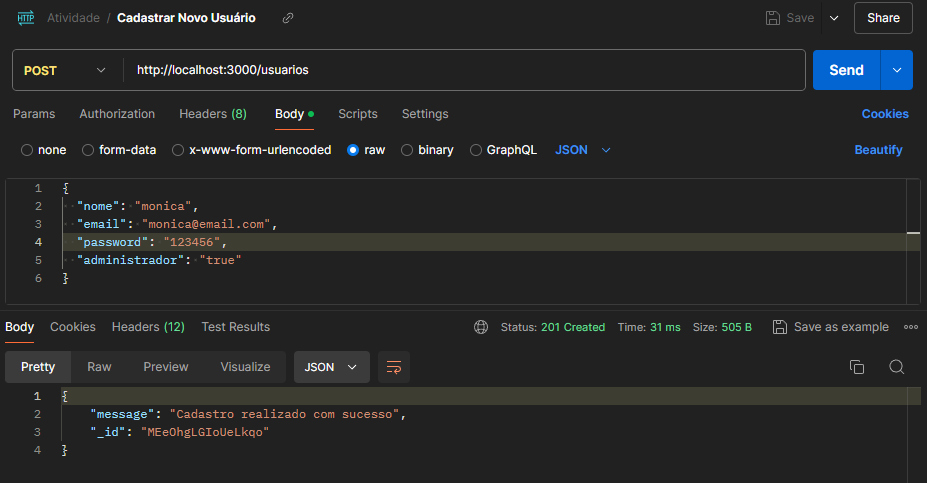 HTTP Atividade / Cadastrar Novo Usuário Save Share
POST http://localhost:3000/usuarios Send
Params Authorization Headers (8) Body Scripts Settings Cookies
none form-data x-www-form-urlencoded raw binary GraphQL JSON Beautify
1 {
2 "nome": "monica",
3 "email": "monica@email.com",
4 "password": "123456",
5 "administrador": "true"
6 }
Body Cookies Headers (12) Test Results Status: 201 Created Time: 31 ms Size: 505 B Save as example
Pretty Raw Preview Visualize JSON
1 {
2 "message": "Cadastro realizado com sucesso",
3 "_id": "MEeOhgLGIoUeLkqo"
4 }